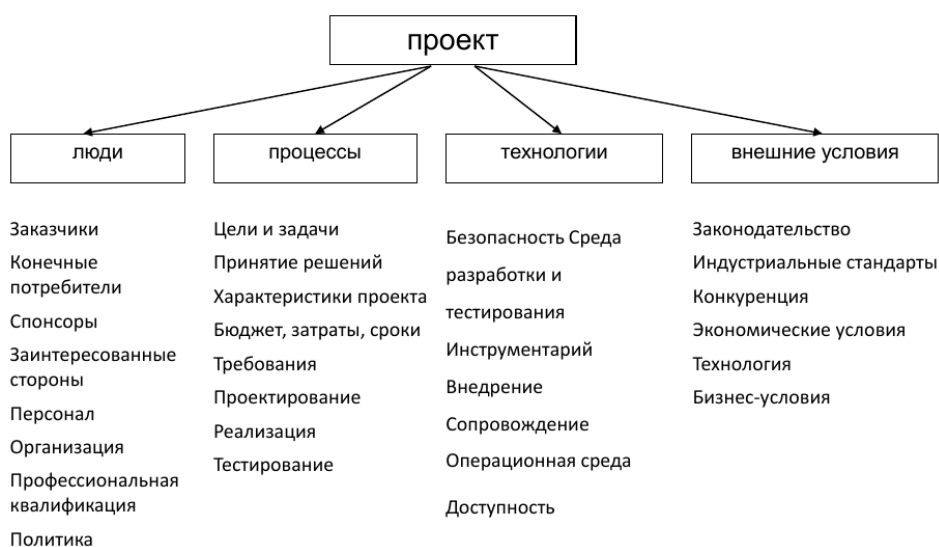 проект
люди
процессы
технологии
внешние условия
Заказчики
Конечные
потребители
Спонсоры
Заинтересованные
стороны
Персонал
Организация
Профессиональная
квалификация
Политика
Цели и задачи
Принятие решений
Характеристики проекта
Бюджет, затраты, сроки
Требования
Проектирование
Реализация
Тестирование
Безопасность Среда
разработки и
тестирования
Инструментарий
Внедрение
Сопровождение
Операционная среда
Доступность
Законодательство
Индустриальные стандарты
Конкуренция
Экономические условия
Технология
Бизнес-условия